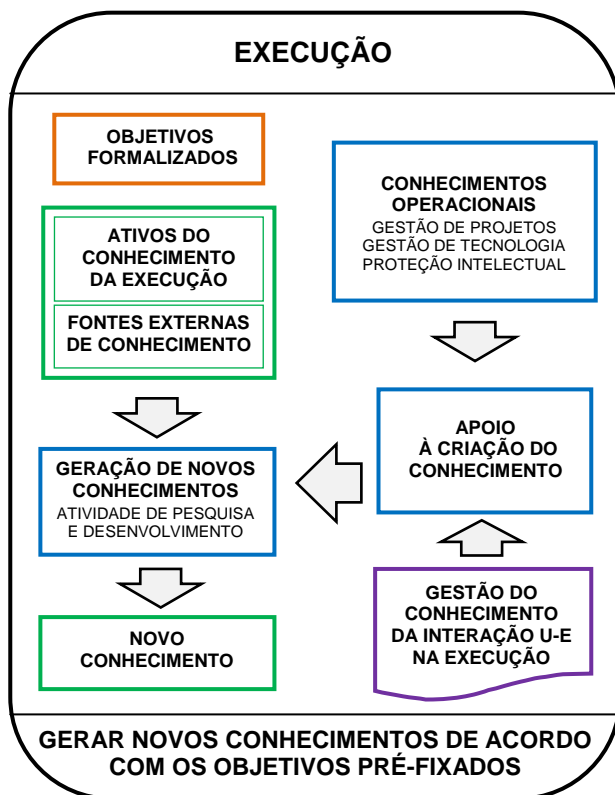 EXECUÇÃO
OBJETIVOS
FORMALIZADOS
ATIVOS DO
CONHECIMENTO
DA EXECUÇÃO
FONTES EXTERNAS
DE CONHECIMENTO
GERAÇÃO DE NOVOS
CONHECIMENTOS
ATIVIDADE DE PESQUISA
E DESENVOLVIMENTO
NOVO
CONHECIMENTO
CONHECIMENTOS
OPERACIONAIS
GESTÃO DE PROJETOS
GESTÃO DE TECNOLOGIA
PROTEÇÃO INTELECTUAL
APOIO
À CRIAÇÃO DO
CONHECIMENTO
GESTÃO DO
CONHECIMENTO
DA INTERAÇÃO U-E
NA EXECUÇÃO
GERAR NOVOS CONHECIMENTOS DE ACORDO
COM OS OBJETIVOS PRÉ-FIXADOS